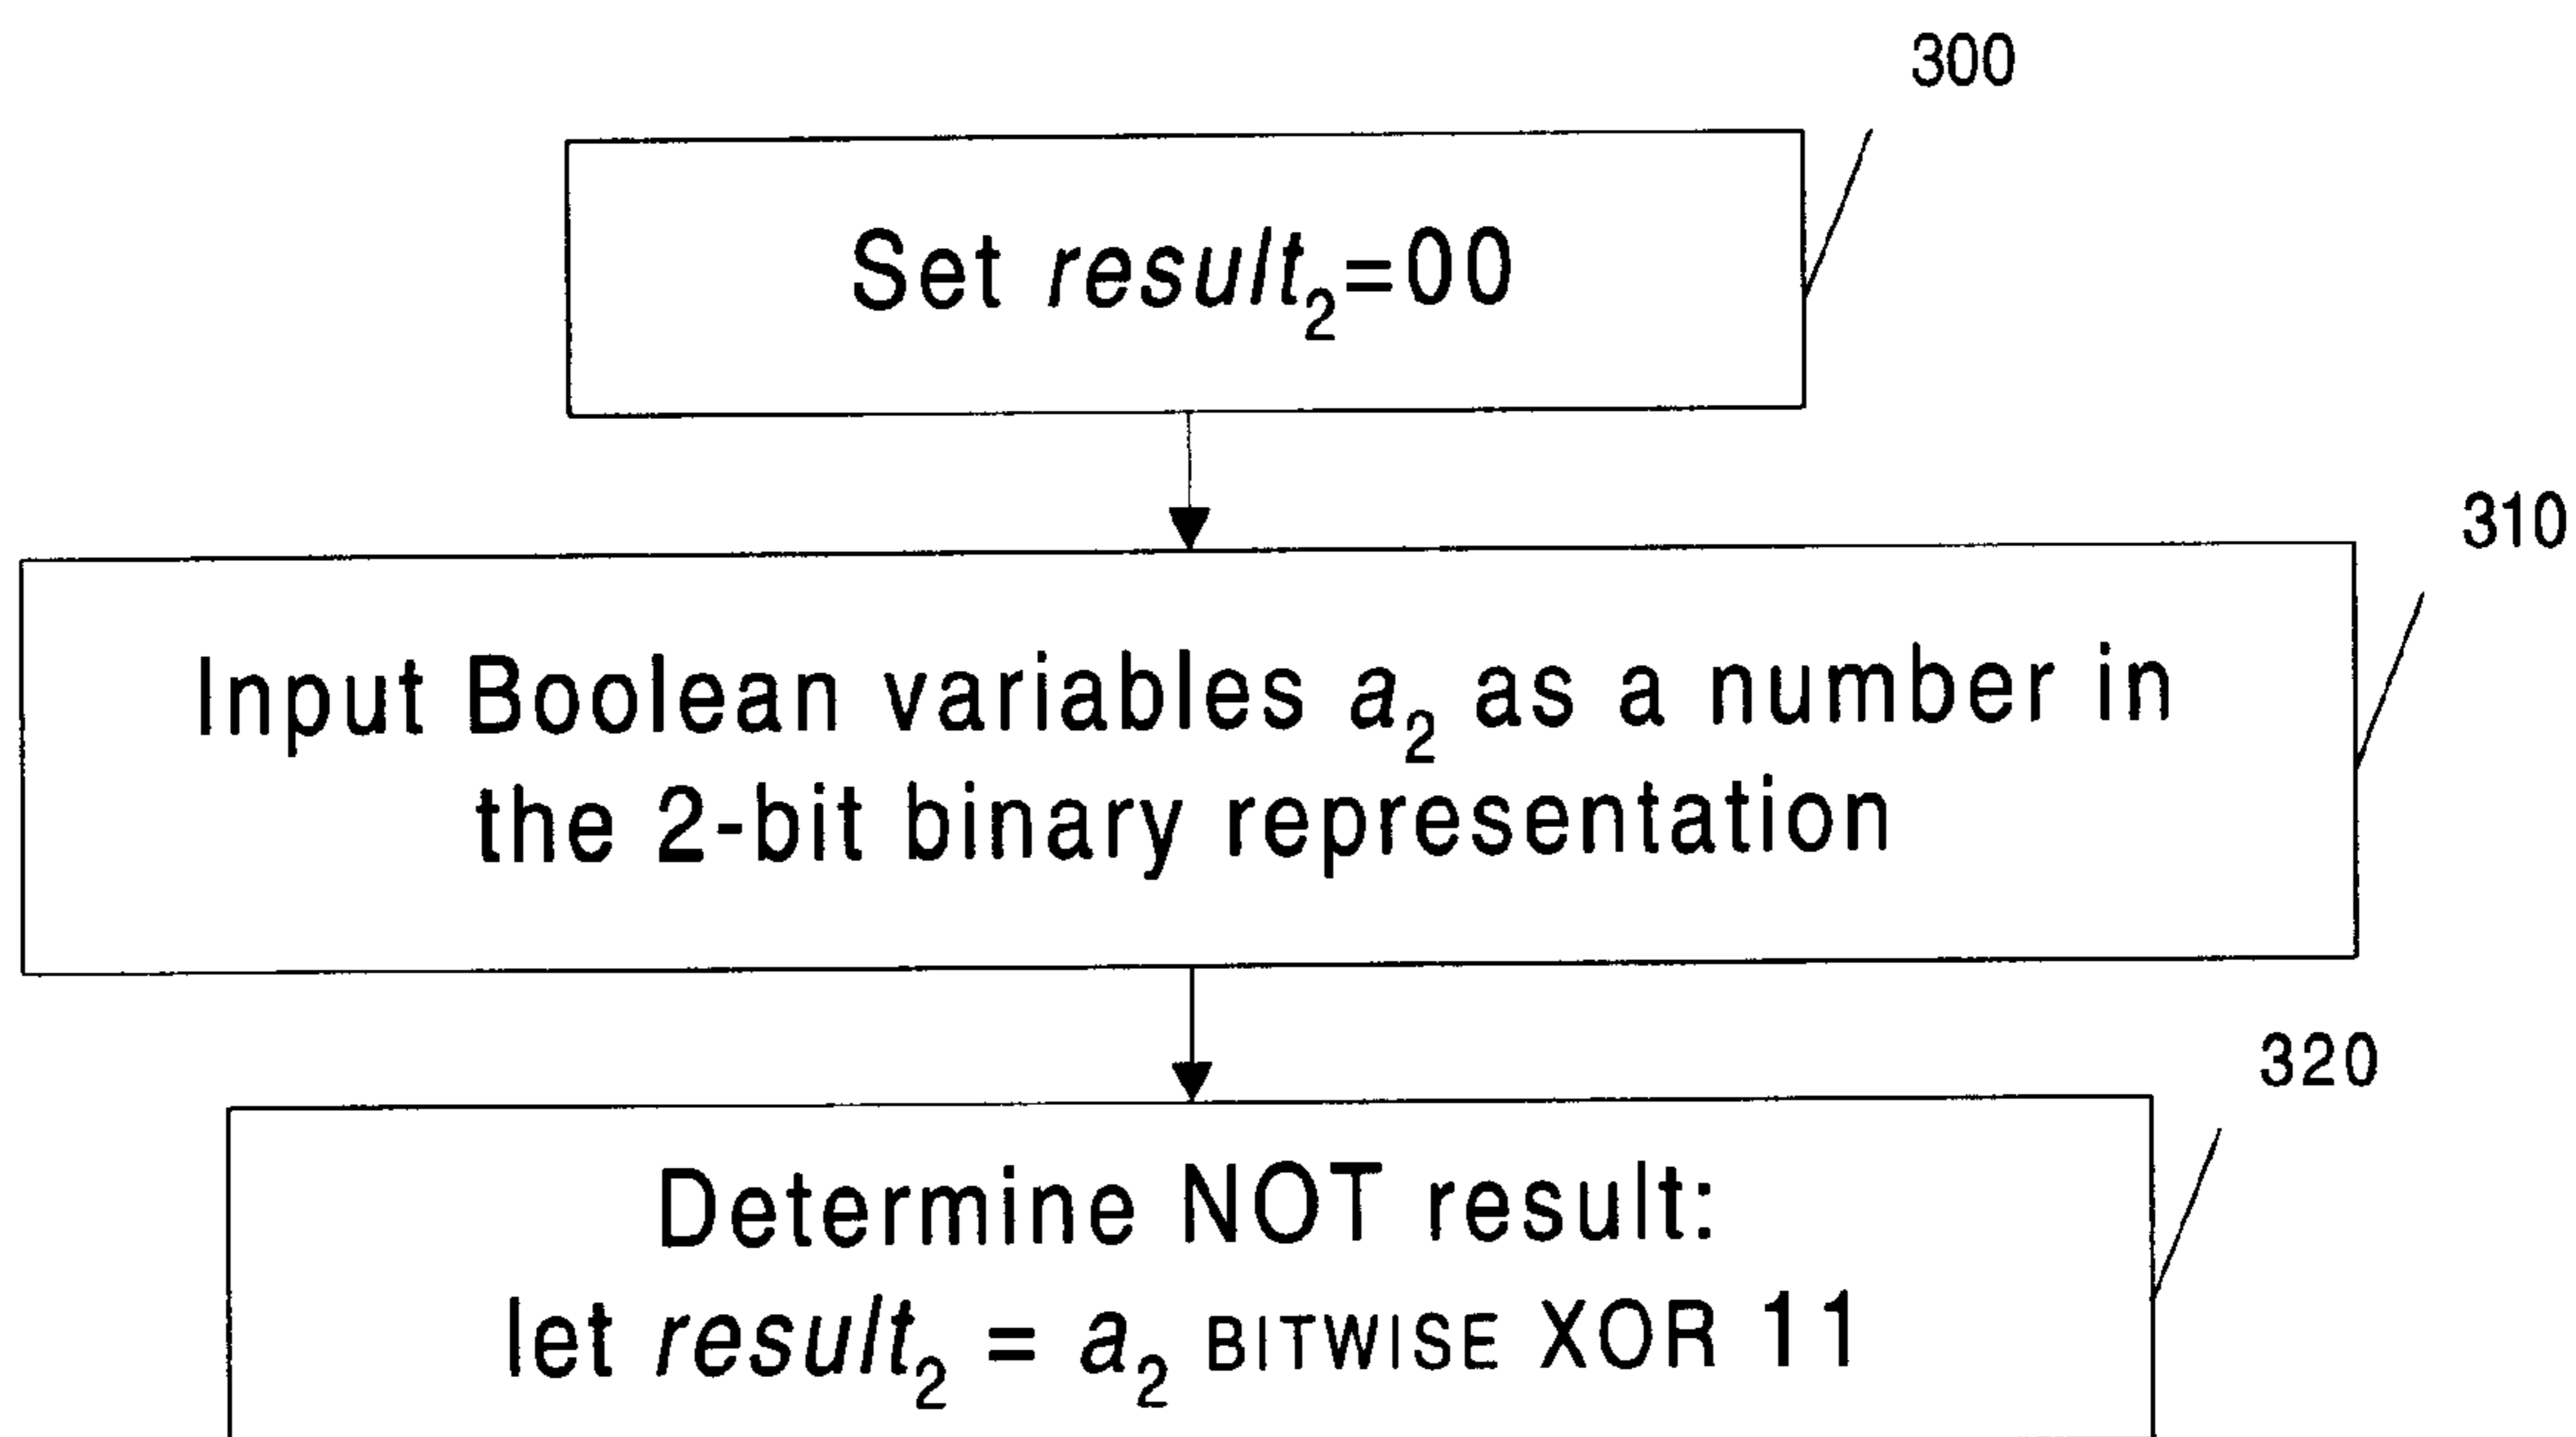 300
Set result₂=00
310
Input Boolean variables a₂ as a number in
the 2-bit binary representation
320
Determine NOT result:
let result₂ = a₂ BITWISE XOR 11